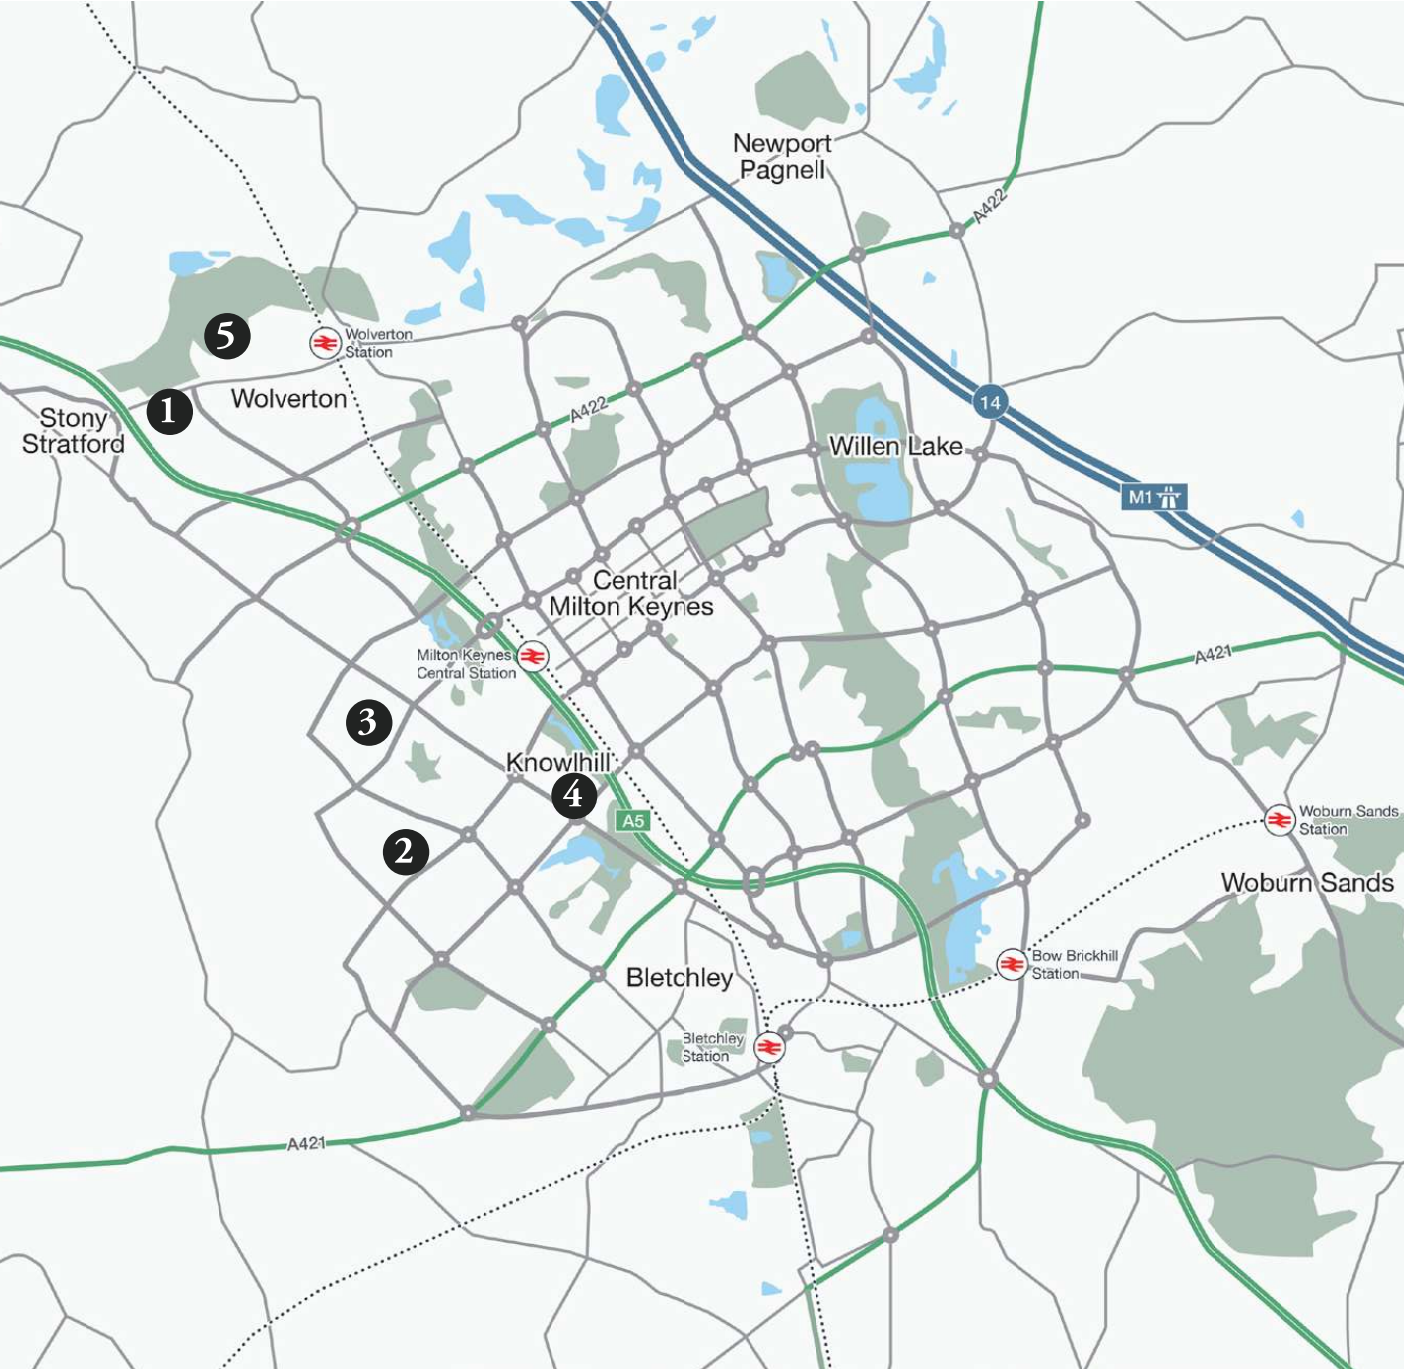 Newport
Pagnell
A422
5
Wolverton
Station
1
Wolverton
Stony
Stratford
A422
14
Willen Lake
M1
Central
Milton Keynes
Milton Keynes
Central Station
A421
3
Knowlhill
4
A5
Woburn Sands
Station
2
Woburn Sands
Bow Brickhill
Station
Bletchley
Bletchley
Station
A421